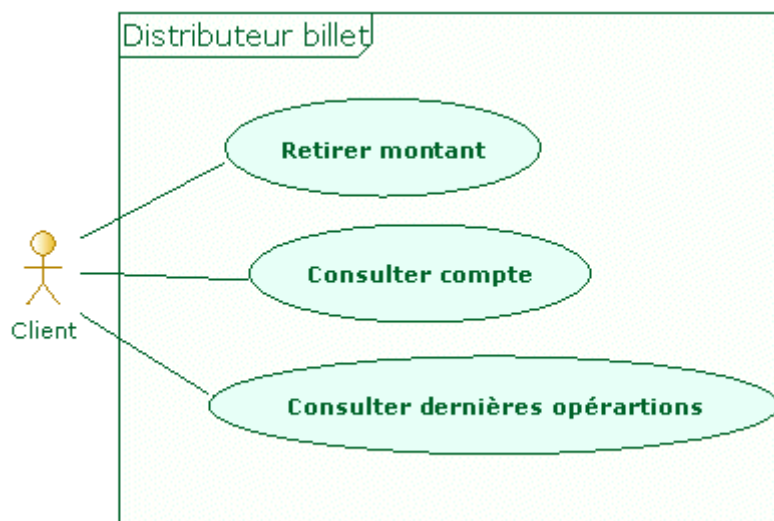 Distributeur billet
Retirer montant
Consulter compte
Client
Consulter dernières opérartions